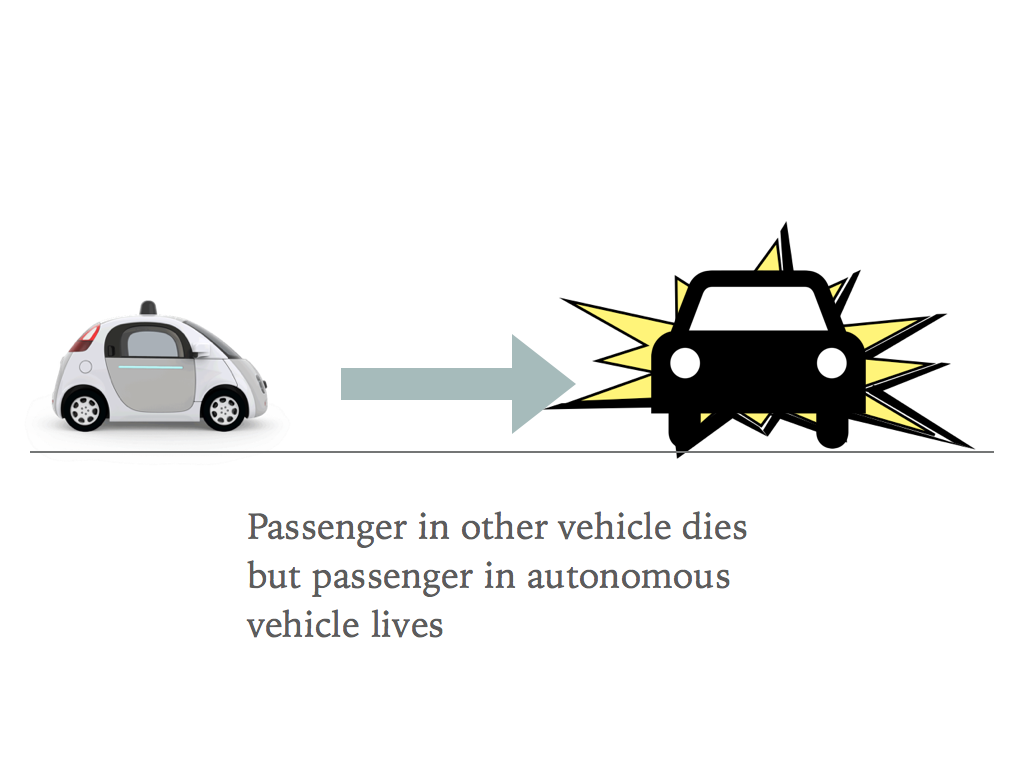 Passenger in other vehicle dies
but passenger in autonomous
vehicle lives